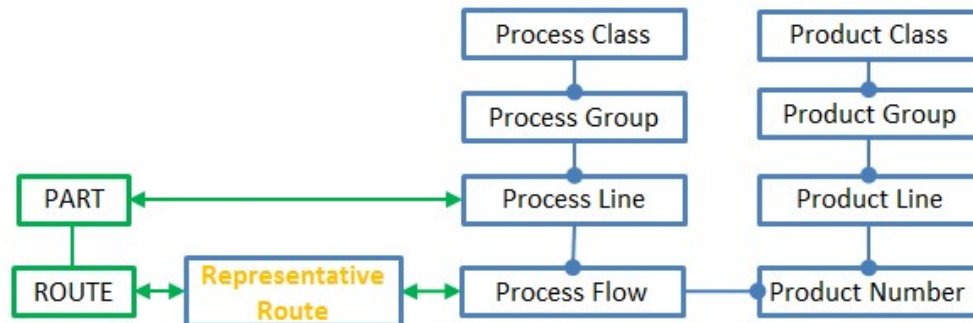 Process Class
Product Class
Process Group
Product Group
PART
Process Line
Product Line
ROUTE
Representative
Route
Process Flow
Product Number